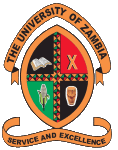 THE UNIVERSITY OF ZAMBIA
SERVICE AND EXCELLENCE